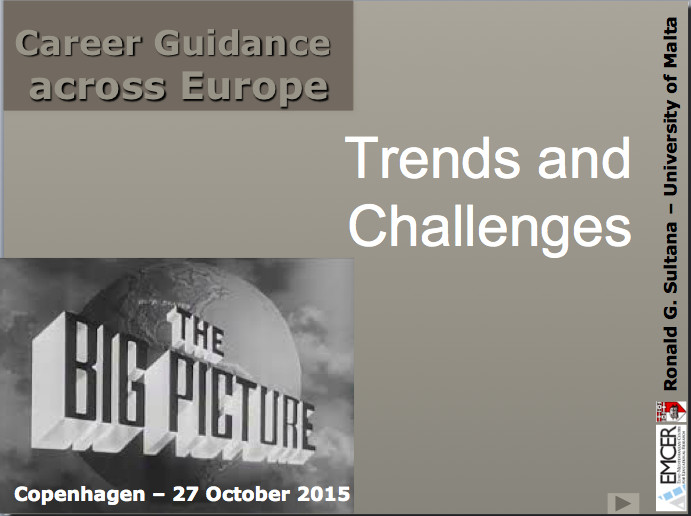 Career Guidance
across Europe
Trends and
Challenges
THE
BIG PICTURE
Copenhagen – 27 October 2015
Ronald G. Sultana – University of Malta
EMCER